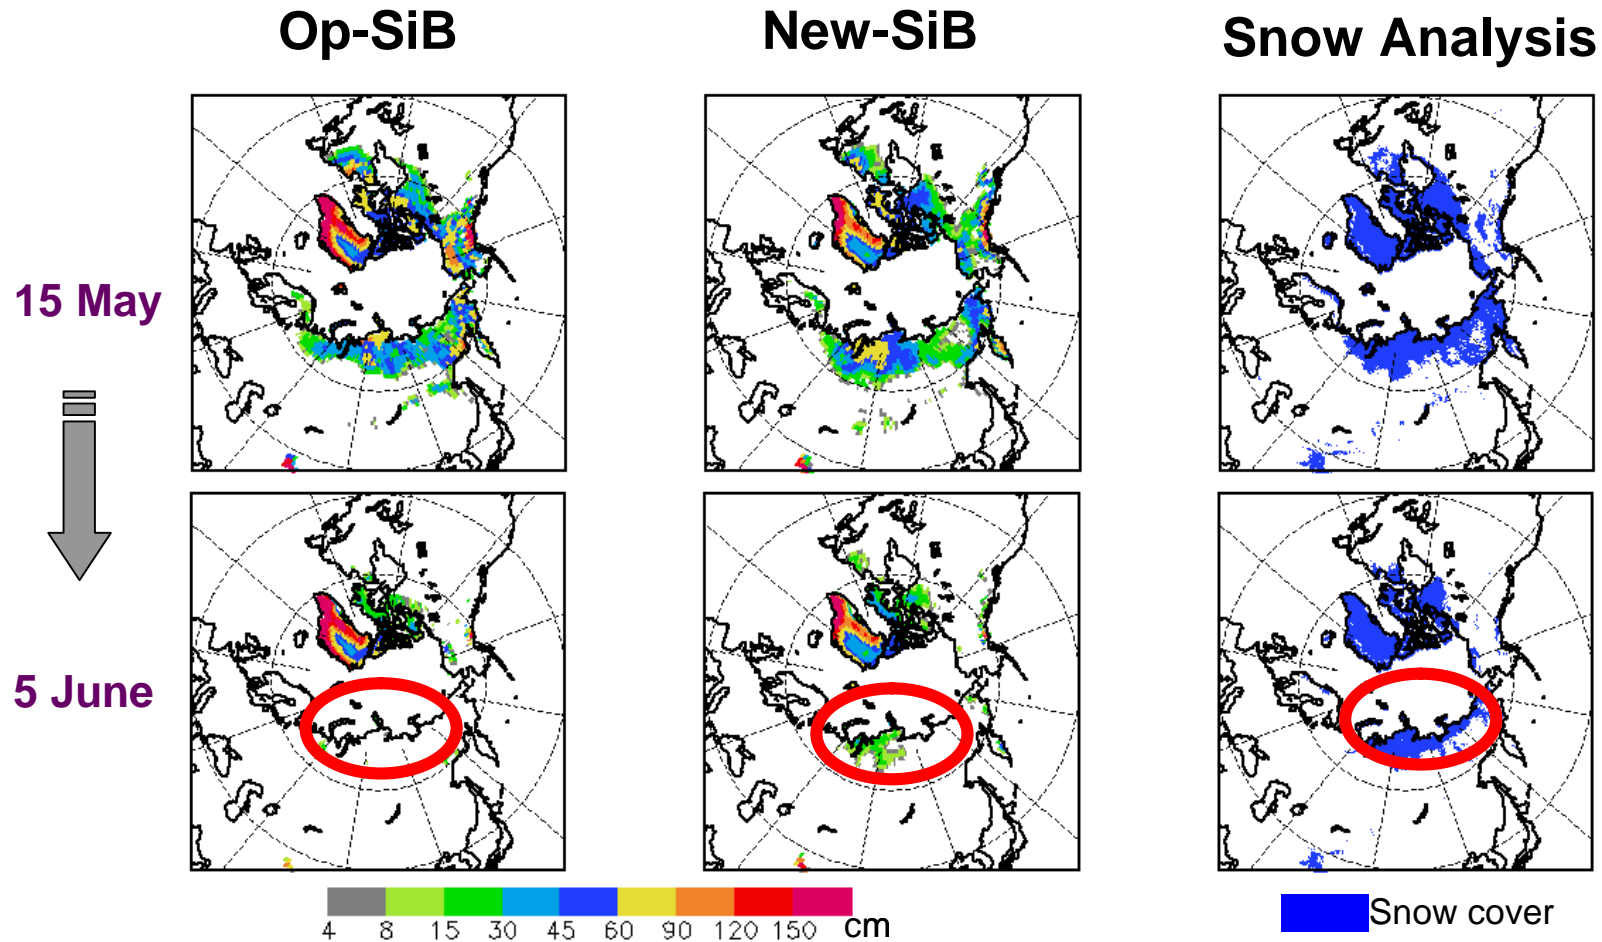 Op-SiB New-SiB Snow Analysis
15 May
5 June
4 8 15 30 45 60 90 120 150 cm
Snow cover